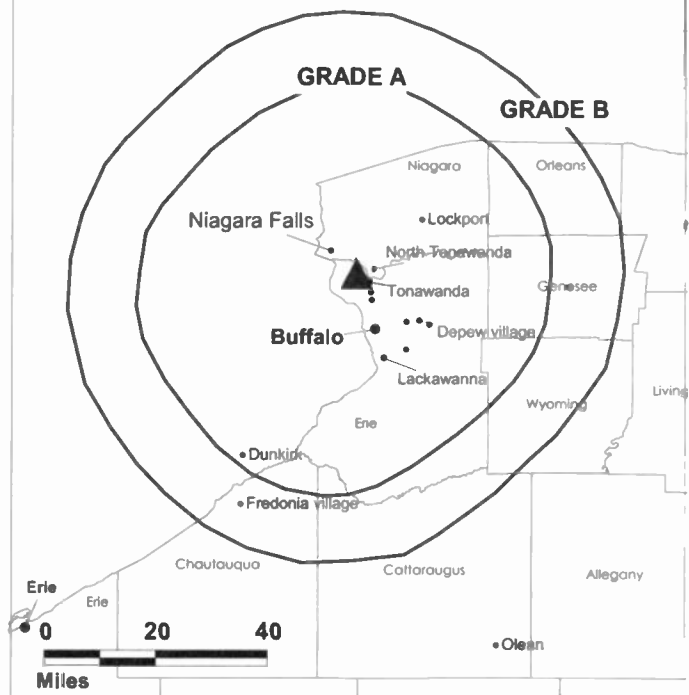 GRADE A
GRADE B
Niagara
Orleans
Niagara Falls
Lockport
North Tonawanda
Tonawanda
Genesee
Buffalo
Depew village
Lackawanna
Wyoming
Living
Erie
Dunkirk
Fredonia village
Chautauqua
Cattaraugus
Allegany
Erie
Erie
0 20 40
Miles
Olean